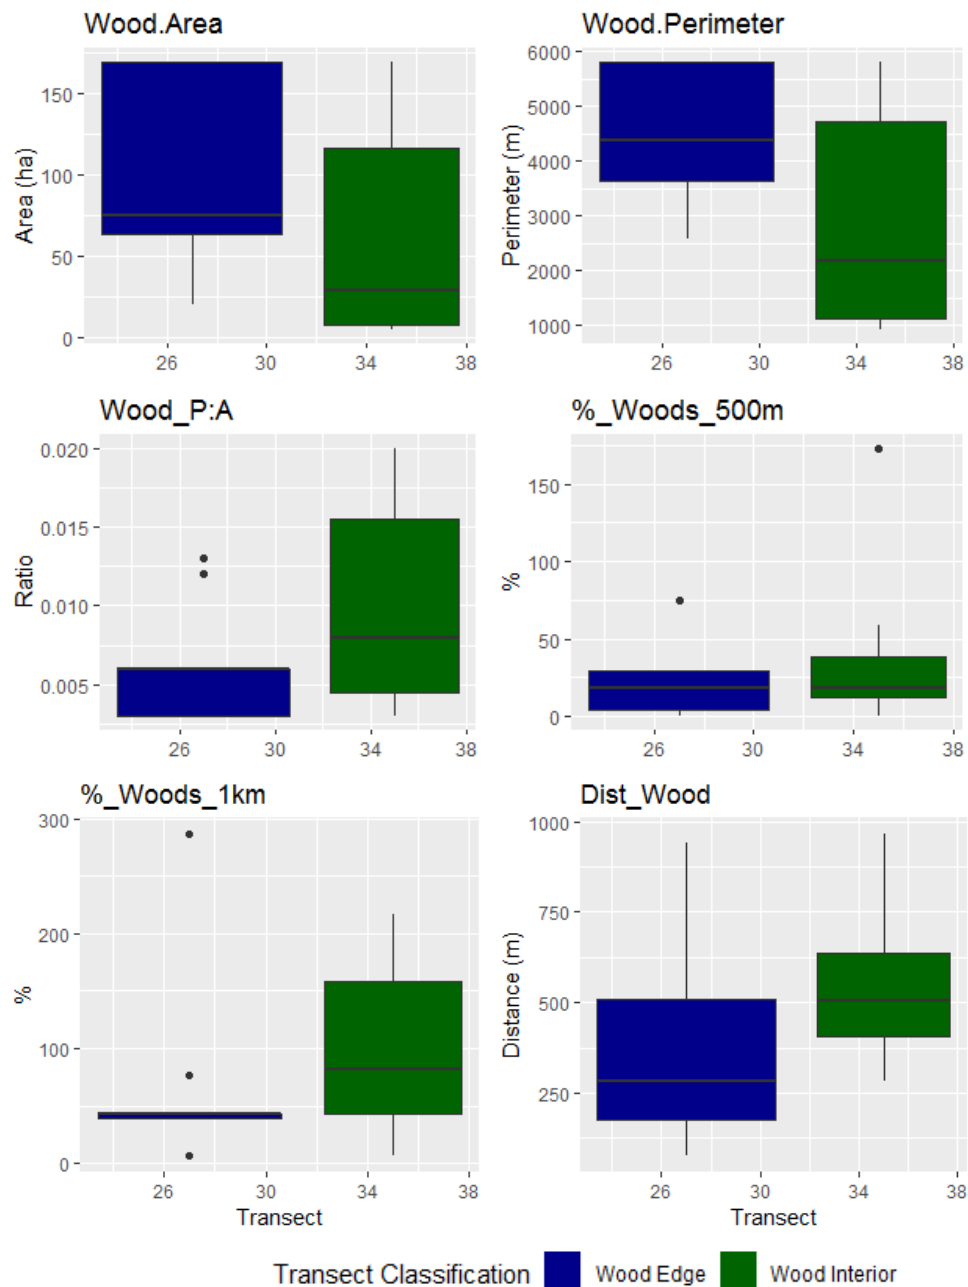 Wood.Area
Area (ha)
150
100
50
0
26 30 34 38
Wood.Perimeter
Perimeter (m)
6000
5000
4000
3000
2000
1000
26 30 34 38
Wood_P:A
Ratio
0.020
0.015
0.010
0.005
26 30 34 38
%_Woods_500m
%
150
100
50
0
26 30 34 38
%_Woods_1km
%
300
200
100
0
26 30 34 38
Transect
Dist_Wood
Distance (m)
1000
750
500
250
26 30 34 38
Transect
Transect Classification Wood Edge Wood Interior